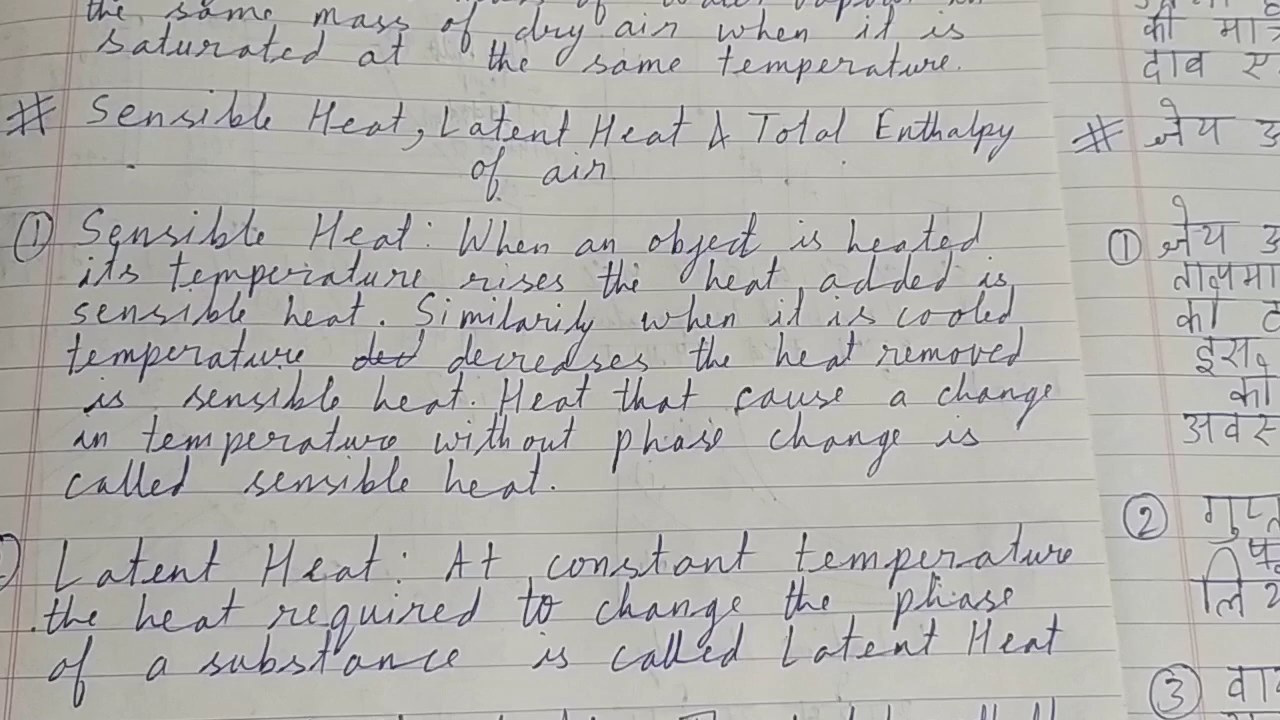 the same mass of dry air when it is
saturated at the same temperature.
# Sensible Heat, Latent Heat & Total Enthalpy
of air
① Sensible Heat: When an object is heated
its temperature rises the heat added is
sensible heat. Similarily when it is cooled
temperature ded decreases the heat removed
is sensible heat. Heat that cause a change
in temperature without phase change is
called sensible heat.
Latent Heat: At constant temperature
the heat required to change the phase
of a substance is called Latent Heat
की
दाब
#
①
की
इस
को
②
③